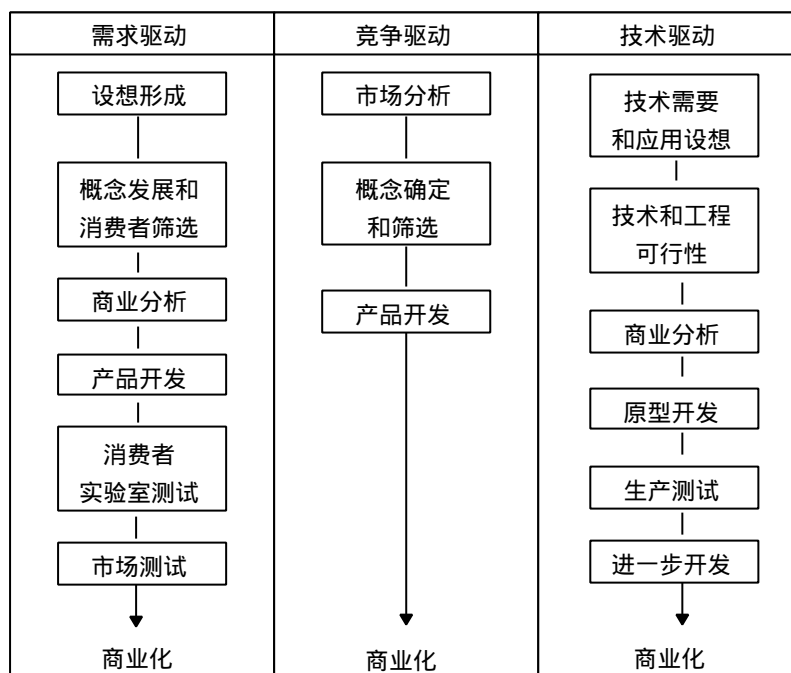 需求驱动
设想形成
概念发展和
消费者筛选
商业分析
产品开发
消费者
实验室测试
市场测试
商业化
竞争驱动
市场分析
概念确定
和筛选
产品开发
商业化
技术驱动
技术需要
和应用设想
技术和工程
可行性
商业分析
原型开发
生产测试
进一步开发
商业化